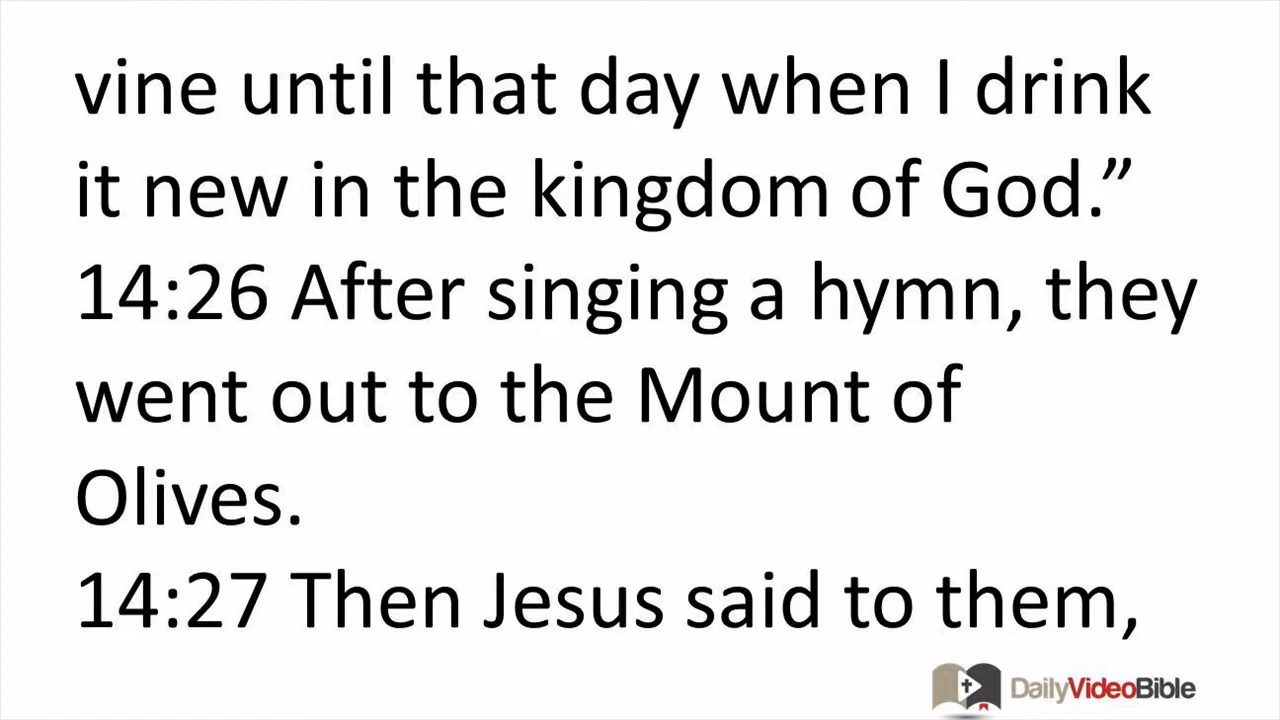 vine until that day when I drink
it new in the kingdom of God.”
14:26 After singing a hymn, they
went out to the Mount of
Olives.
14:27 Then Jesus said to them,
DailyVideoBible